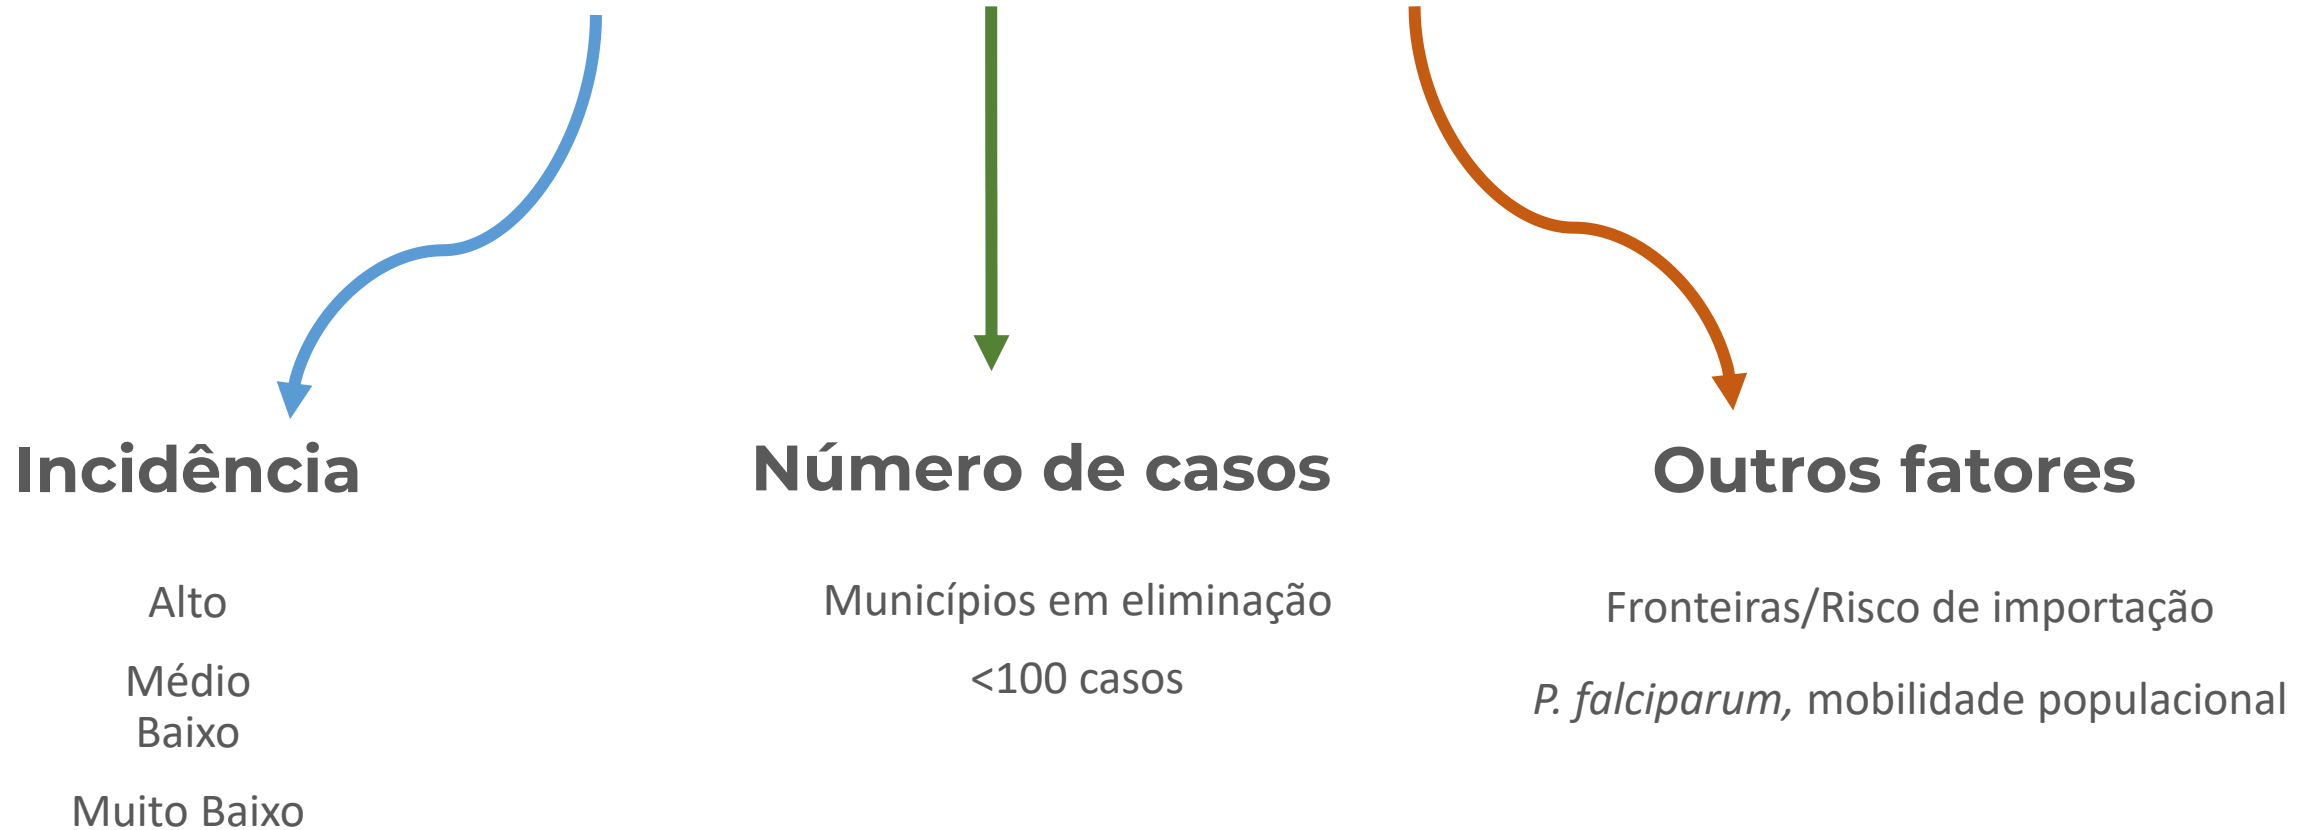 Incidência
Alto
Médio
Baixo
Muito Baixo
Número de casos
Municípios em eliminação
<100 casos
Outros fatores
Fronteiras/Risco de importação
P. falciparum, mobilidade populacional